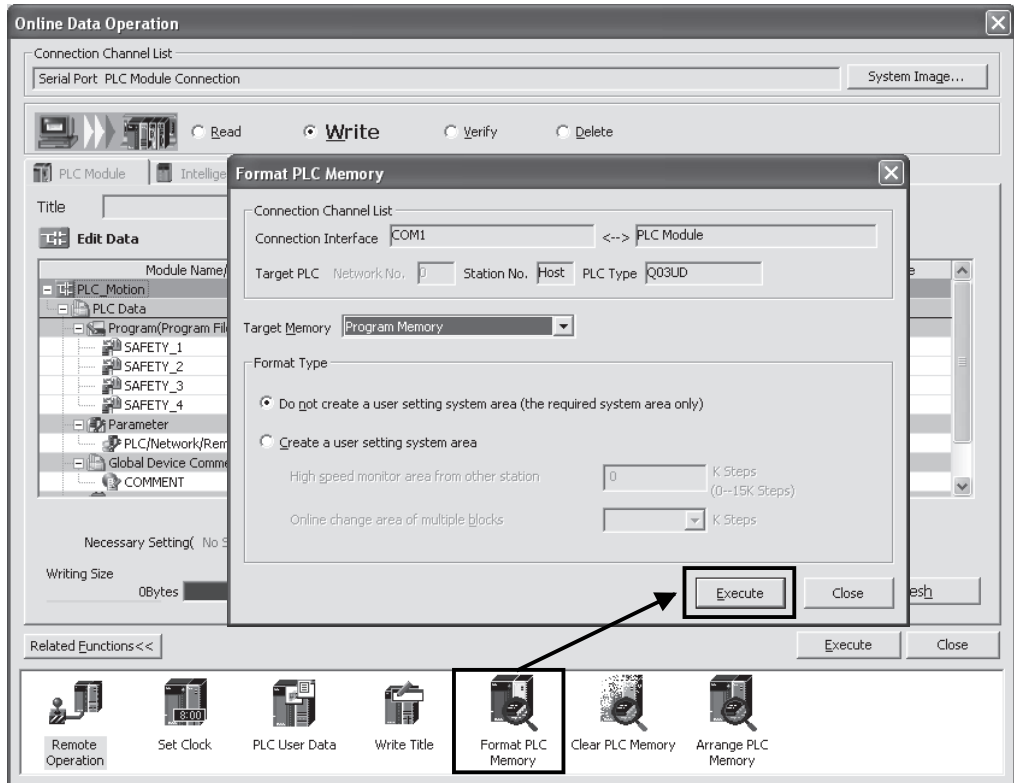 Online Data Operation
Connection Channel List
Serial Port PLC Module Connection
System Image...
Read
Write
Verify
Delete
PLC Module
Title
Edit Data
Module Name/
PLC_Motion
PLC Data
SAFETY_1
SAFETY_2
SAFETY_3
SAFETY_4
Parameter
COMMENT
Writing Size
0Bytes
Format PLC Memory
Connection Channel List
Connection Interface COM1 <--> PLC Module
Target PLC Network No. 0 Station No. Host PLC Type Q03UD
Target Memory Program Memory
Format Type
Do not create a user setting system area (the required system area only)
Create a user setting system area
High speed monitor area from other station 0 K Steps
(0--15K Steps)
Online change area of multiple blocks K Steps
Execute Close
Related Functions<<
Execute Close
Remote Operation
Set Clock
PLC User Data
Write Title
Format PLC Memory
Clear PLC Memory
Arrange PLC Memory